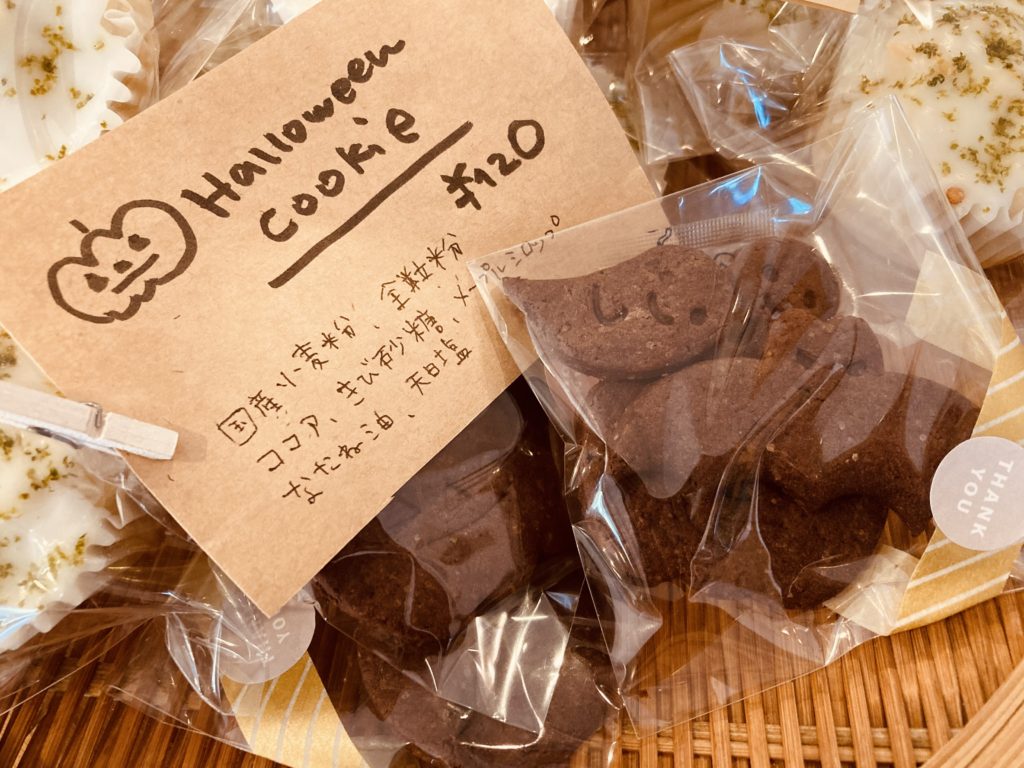 Halloween
cookie
¥120
国産小麦粉、全粒粉
ココア、きび砂糖、メープルシロップ
なたね油、天日塩
THANK
YOU
YO